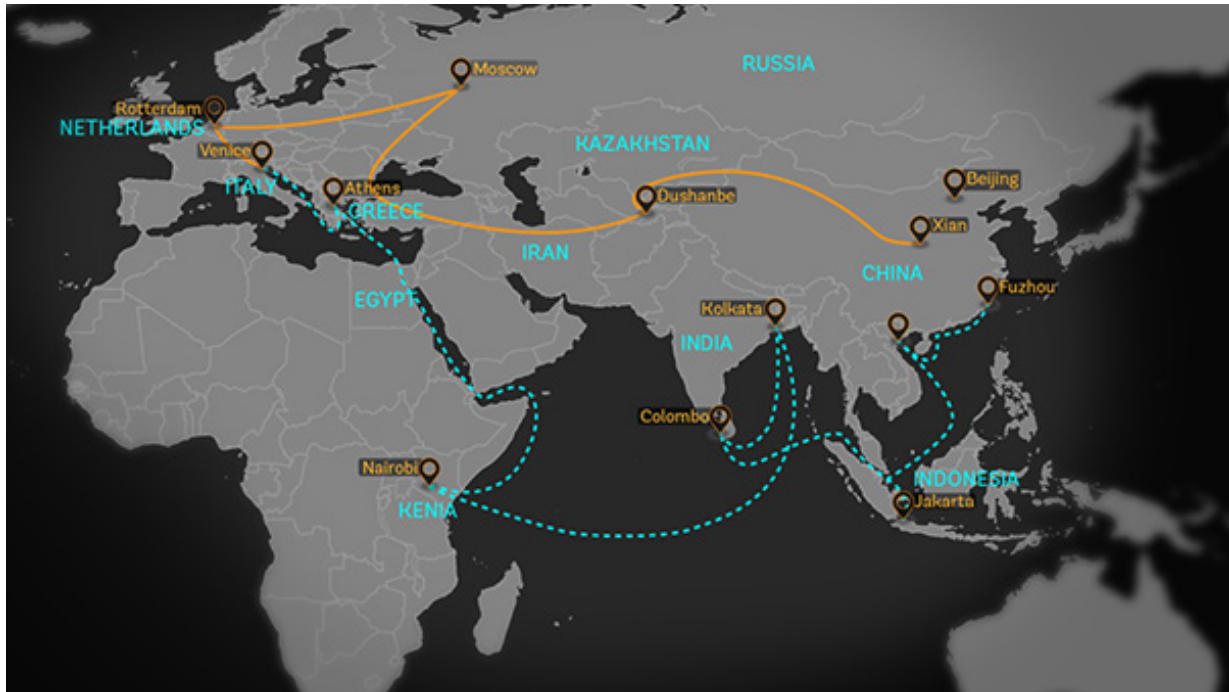 Moscow
RUSSIA
Rotterdam
NETHERLANDS
KAZAKHSTAN
Venice
ITALY
Athens
GREECE
Dushanbe
Beijing
Xian
IRAN
CHINA
EGYPT
Fuzhou
Kolkata
INDIA
Colombo
Nairobi
KENIA
INDONESIA
Jakarta